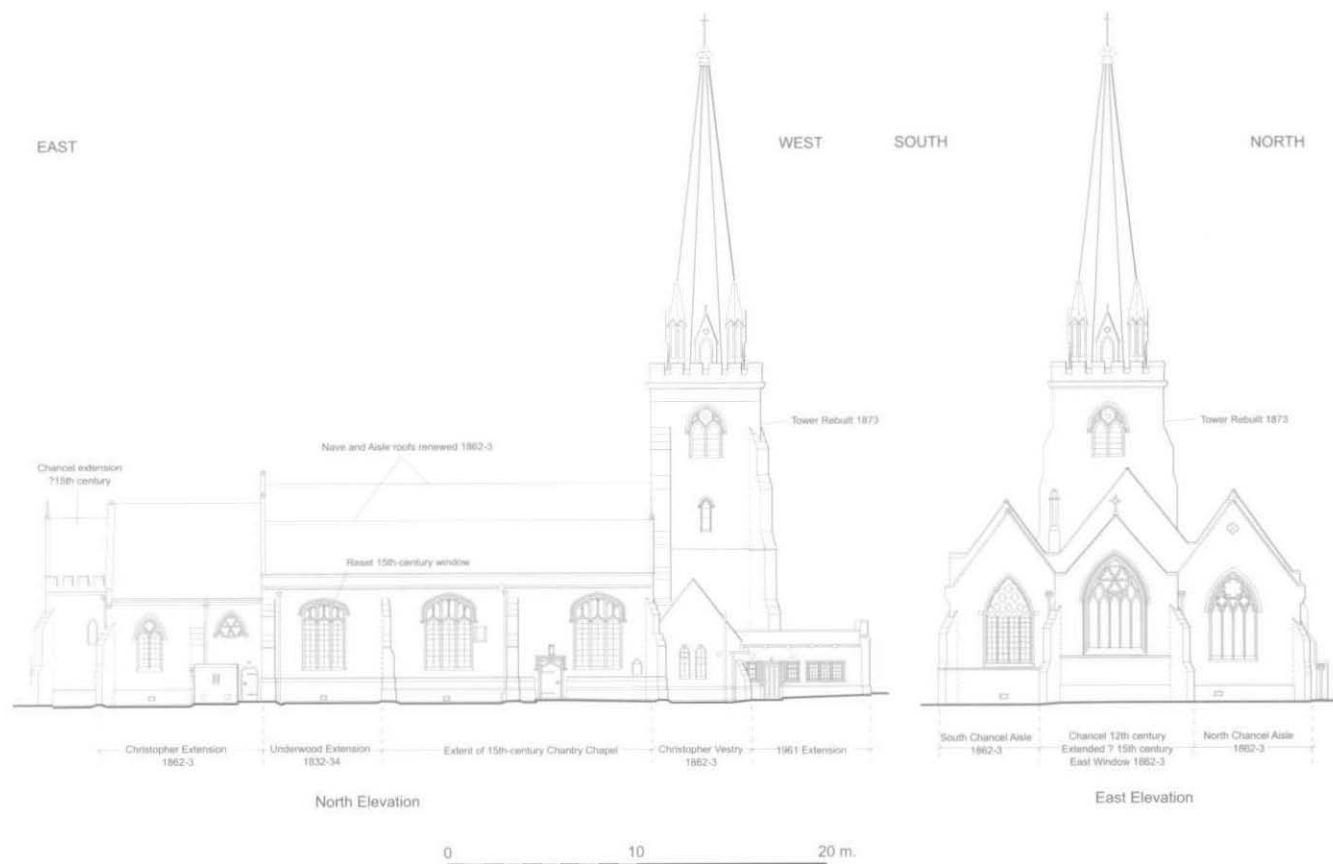 EAST
WEST
SOUTH
NORTH
Tower Rebuilt 1873
Tower Rebuilt 1873
Nave and Aisle roofs renewed 1862-3
Chancel extension
?15th century
Reset 15th-century window
Christopher Extension
1862-3
Underwood Extension
1832-34
Extent of 15th-century Chantry Chapel
Christopher Vestry
1862-3
1961 Extension
South Chancel Aisle
1862-3
Chancel 12th century
Extended ? 15th century
East Window 1862-3
North Chancel Aisle
1862-3
North Elevation
East Elevation
0 10 20 m.